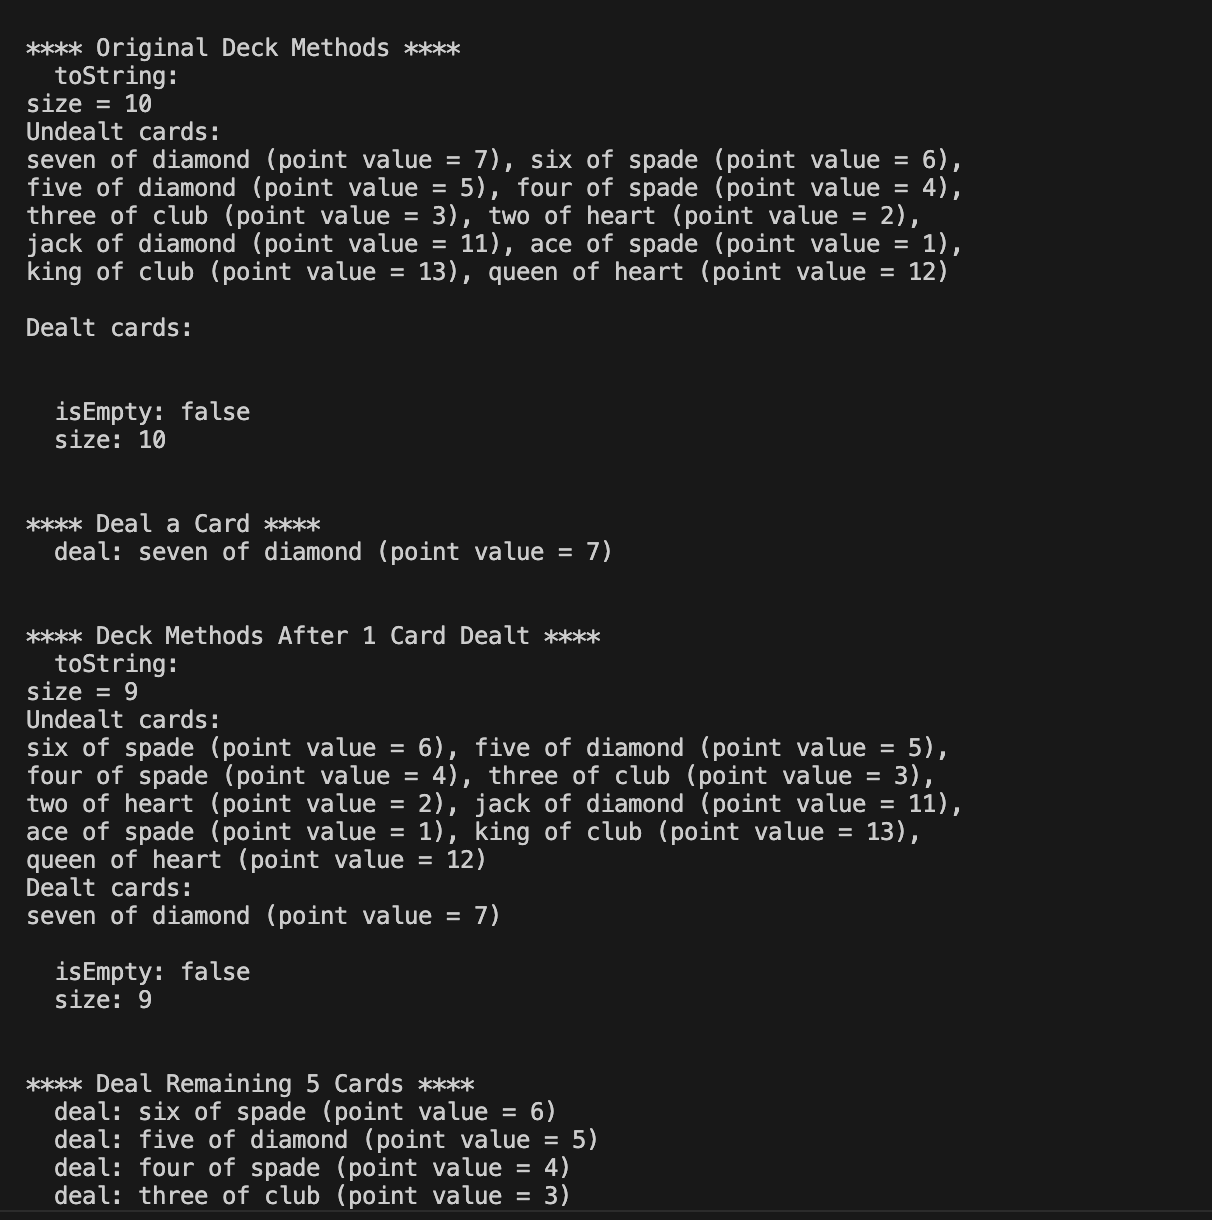 **** Original Deck Methods ****
  toString:
size = 10
Undealt cards:
seven of diamond (point value = 7), six of spade (point value = 6),
five of diamond (point value = 5), four of spade (point value = 4),
three of club (point value = 3), two of heart (point value = 2),
jack of diamond (point value = 11), ace of spade (point value = 1),
king of club (point value = 13), queen of heart (point value = 12)

Dealt cards:


  isEmpty: false
  size: 10


**** Deal a Card ****
  deal: seven of diamond (point value = 7)


**** Deck Methods After 1 Card Dealt ****
  toString:
size = 9
Undealt cards:
six of spade (point value = 6), five of diamond (point value = 5),
four of spade (point value = 4), three of club (point value = 3),
two of heart (point value = 2), jack of diamond (point value = 11),
ace of spade (point value = 1), king of club (point value = 13),
queen of heart (point value = 12)
Dealt cards:
seven of diamond (point value = 7)

  isEmpty: false
  size: 9


**** Deal Remaining 5 Cards ****
  deal: six of spade (point value = 6)
  deal: five of diamond (point value = 5)
  deal: four of spade (point value = 4)
  deal: three of club (point value = 3)